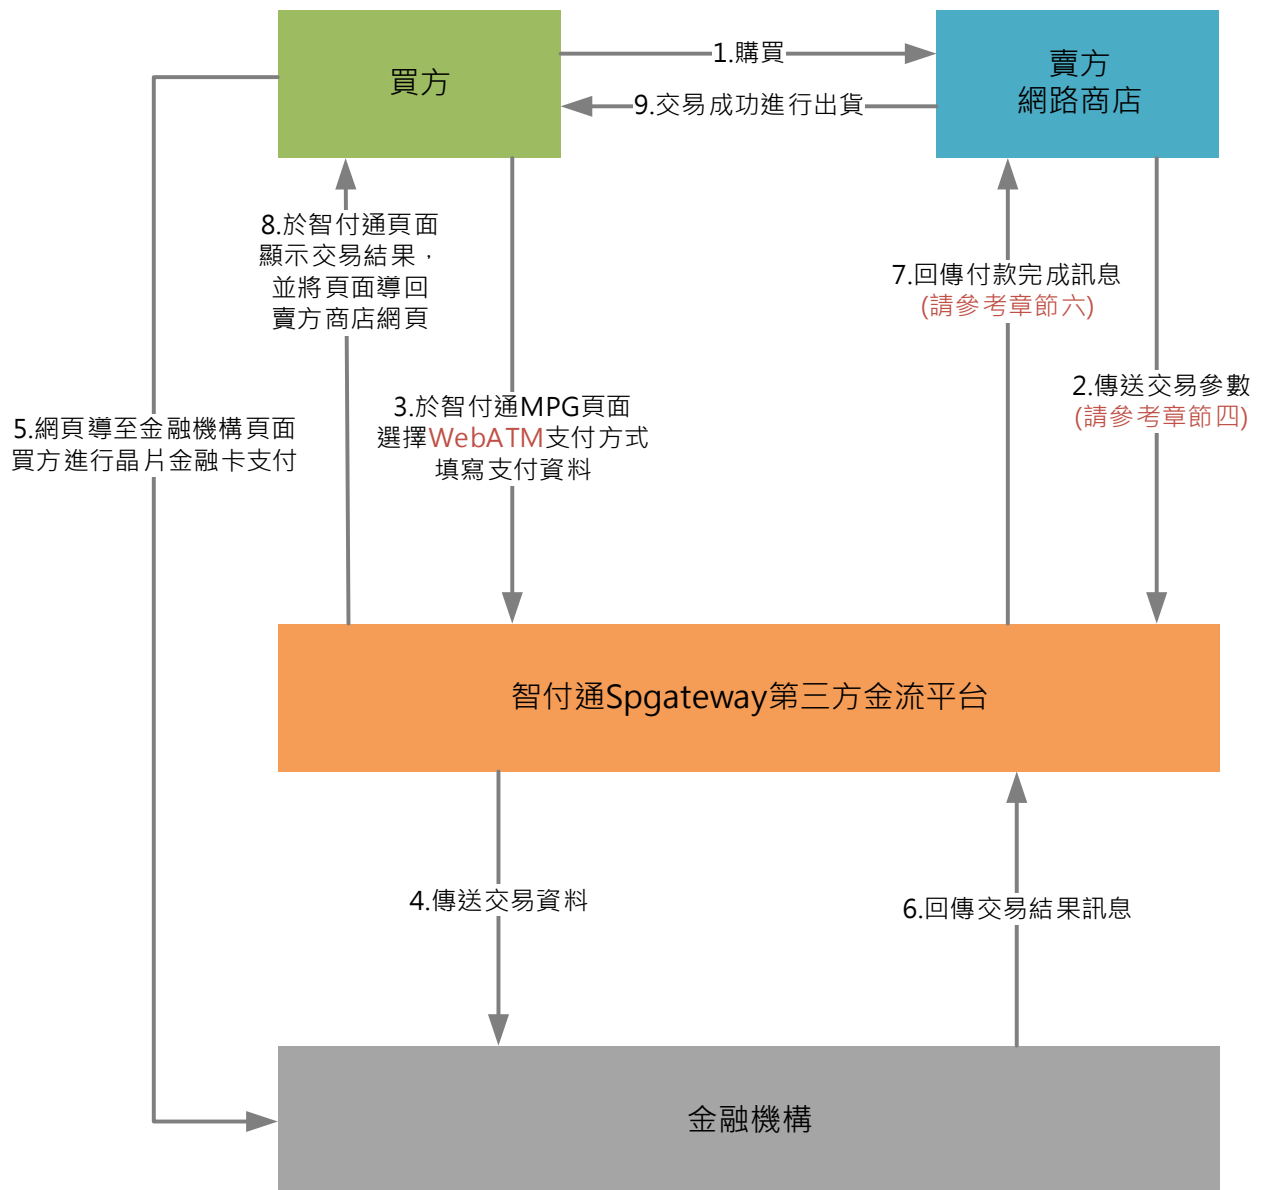 買方
1.購買
賣方
網路商店
9.交易成功進行出貨
8.於智付通頁面
顯示交易結果，
並將頁面導回
賣方商店網頁
7.回傳付款完成訊息
(請參考章節六)
3.於智付通MPG頁面
選擇WebATM支付方式
填寫支付資料
2.傳送交易參數
(請參考章節四)
5.網頁導至金融機構頁面
買方進行晶片金融卡支付
智付通Spgateway第三方金流平台
4.傳送交易資料
6.回傳交易結果訊息
金融機構